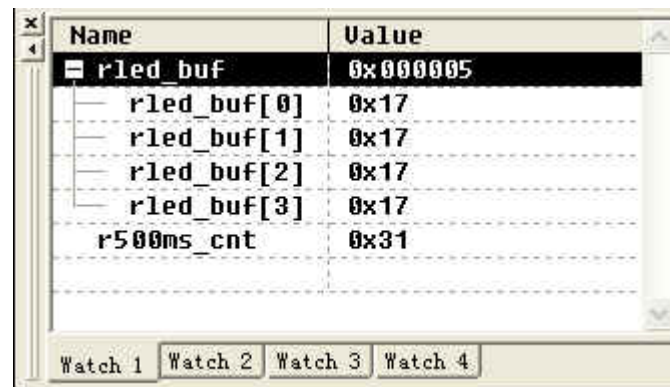 Name Value
rled_buf 0x000005
rled_buf[0] 0x17
rled_buf[1] 0x17
rled_buf[2] 0x17
rled_buf[3] 0x17
r500ms_cnt 0x31
Watch 1 Watch 2 Watch 3 Watch 4